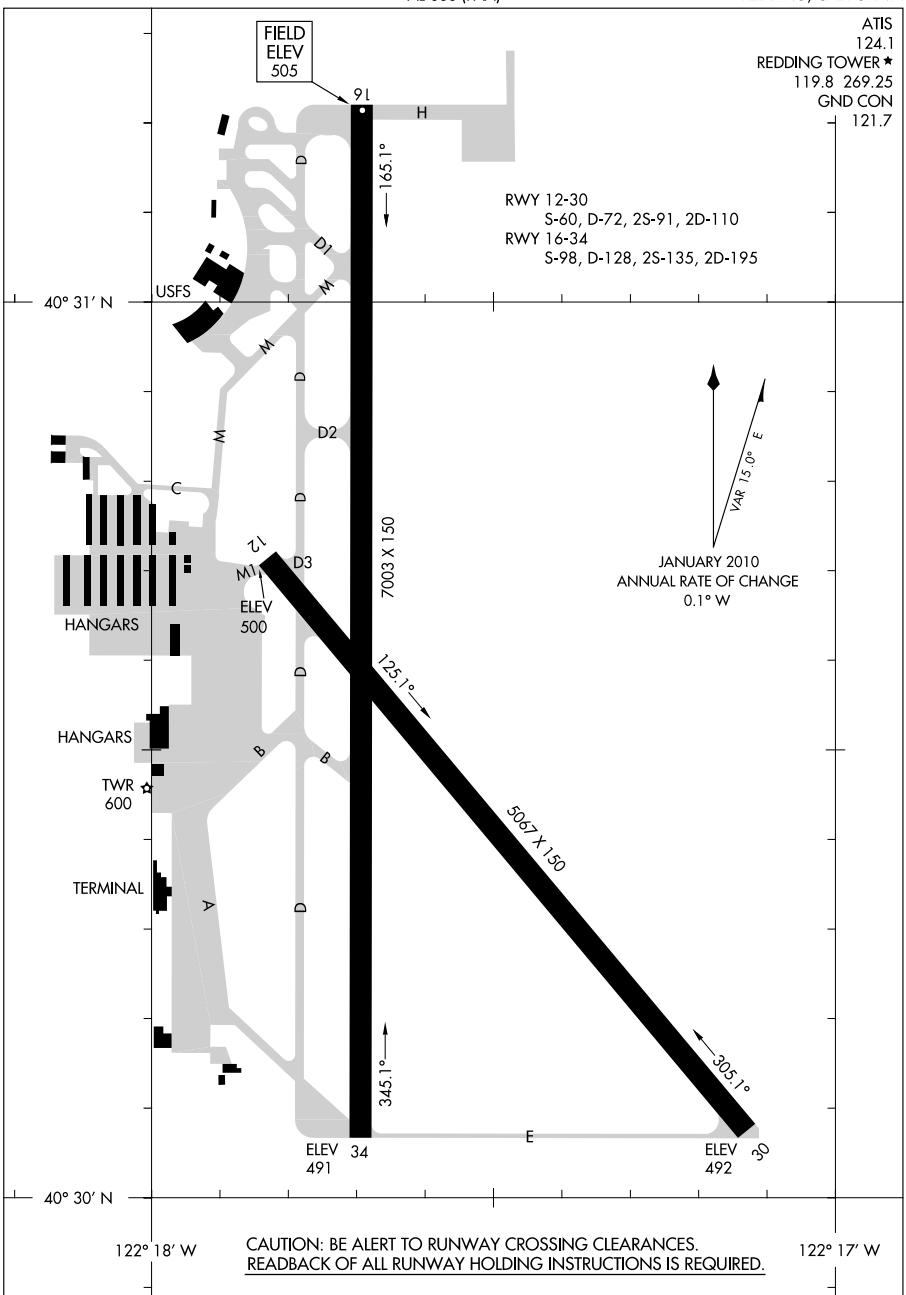 FIELD
ELEV
505
ATIS
124.1
REDDING TOWER ★
119.8 269.25
GND CON
121.7
16
H
D
165.1°
RWY 12-30
S-60, D-72, 2S-91, 2D-110
RWY 16-34
S-98, D-128, 2S-135, 2D-195
D1
M
USFS
40° 31' N
M
D
D2
M
VAR 15.0° E
C
D
7003 X 150
12
D3
M1
JANUARY 2010
ANNUAL RATE OF CHANGE
0.1° W
ELEV
500
HANGARS
D
125.1°
HANGARS
B
B
TWR
600
5067 X 150
TERMINAL
A
D
345.1°
305.1°
E
ELEV
491
34
ELEV
492
30
40° 30' N
122° 18' W
122° 17' W
CAUTION: BE ALERT TO RUNWAY CROSSING CLEARANCES.
READBACK OF ALL RUNWAY HOLDING INSTRUCTIONS IS REQUIRED.